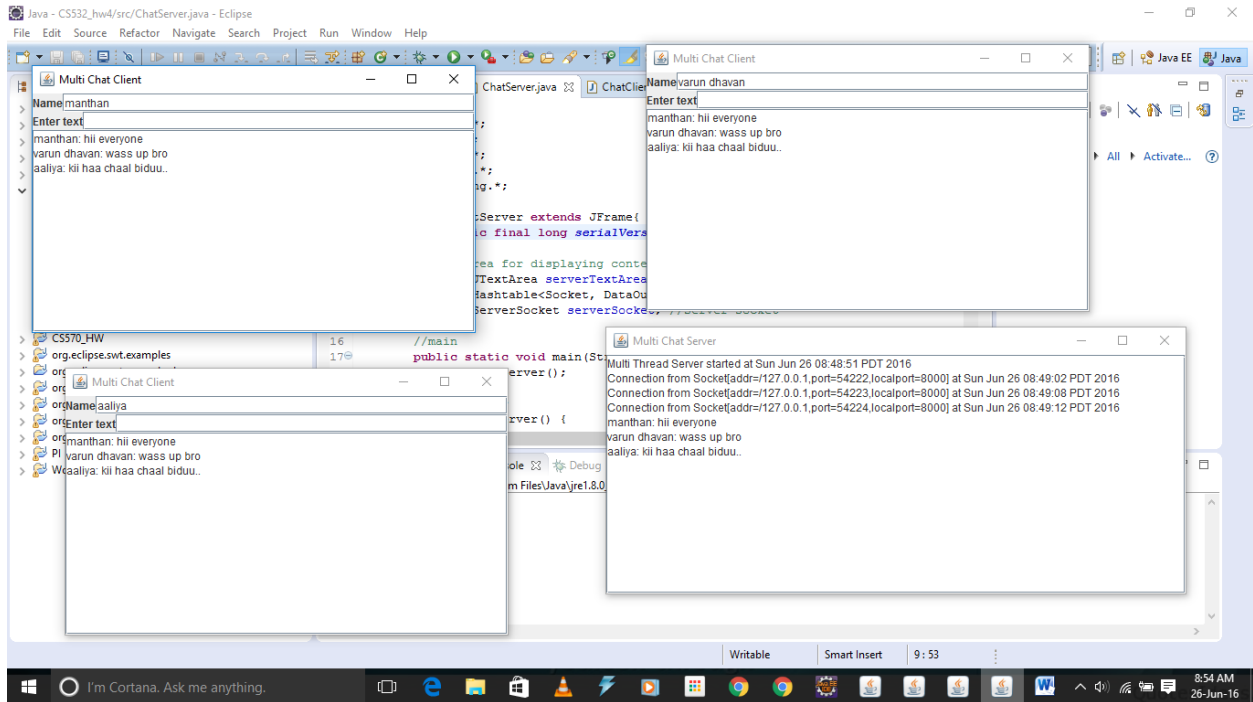 Java - CS532_hw4/src/ChatServer.java - Eclipse
File Edit Source Refactor Navigate Search Project Run Window Help
Java EE Java
Multi Chat Client
Name manthan
Enter text
manthan: hii everyone
varun dhavan: wass up bro
aaliya: kii haa chaal biduu..
ChatServer.java
Multi Chat Client
Name varun dhavan
Enter text
manthan: hii everyone
varun dhavan: wass up bro
aaliya: kii haa chaal biduu..
All Activate...
*;
*;
.*;
ng.*;
tServer extends JFrame{
ic final long serialVers
rea for displaying conte
JTextArea serverTextArea
Hashtable<Socket, DataOu
ServerSocket serverSocket; //Server Socket
CS570_HW
org.eclipse.swt.examples
16 //main
17 public static void main(Str
erver();
rver() {
Multi Chat Client
Name aaliya
Enter text
manthan: hii everyone
varun dhavan: wass up bro
aaliya: kii haa chaal biduu..
Multi Chat Server
Multi Thread Server started at Sun Jun 26 08:48:51 PDT 2016
Connection from Socket[addr=/127.0.0.1,port=54222,localport=8000] at Sun Jun 26 08:49:02 PDT 2016
Connection from Socket[addr=/127.0.0.1,port=54223,localport=8000] at Sun Jun 26 08:49:08 PDT 2016
Connection from Socket[addr=/127.0.0.1,port=54224,localport=8000] at Sun Jun 26 08:49:12 PDT 2016
manthan: hii everyone
varun dhavan: wass up bro
aaliya: kii haa chaal biduu..
ole Debug
m Files\Java\jre1.8.0_
Writable Smart Insert 9 : 53
I'm Cortana. Ask me anything.
8:54 AM
26-Jun-16